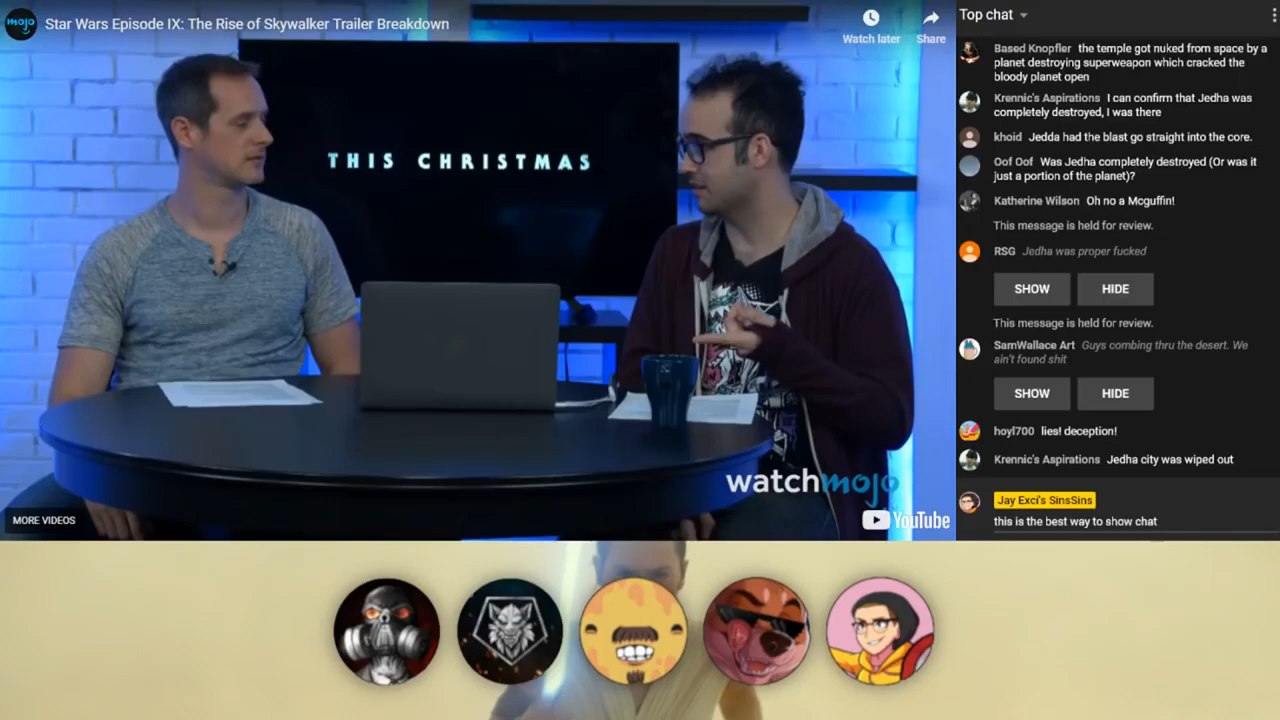 mojo
Star Wars Episode IX: The Rise of Skywalker Trailer Breakdown
Watch later
Share
THIS CHRISTMAS
watchmojo
YouTube
MORE VIDEOS
Top chat
Based Knopfler the temple got nuked from space by a
planet destroying superweapon which cracked the
bloody planet open
Krennic's Aspirations I can confirm that Jedha was
completely destroyed, I was there
khoid Jedda had the blast go straight into the core.
Oof Oof Was Jedha completely destroyed (Or was it
just a portion of the planet)?
Katherine Wilson Oh no a Mcguffin!
This message is held for review.
RSG Jedha was proper fucked
SHOW HIDE
This message is held for review.
SamWallace Art Guys combing thru the desert. We
ain't found shit
SHOW HIDE
hoyl700 lies! deception!
Krennic's Aspirations Jedha city was wiped out
Jay Exci's SinsSins
this is the best way to show chat